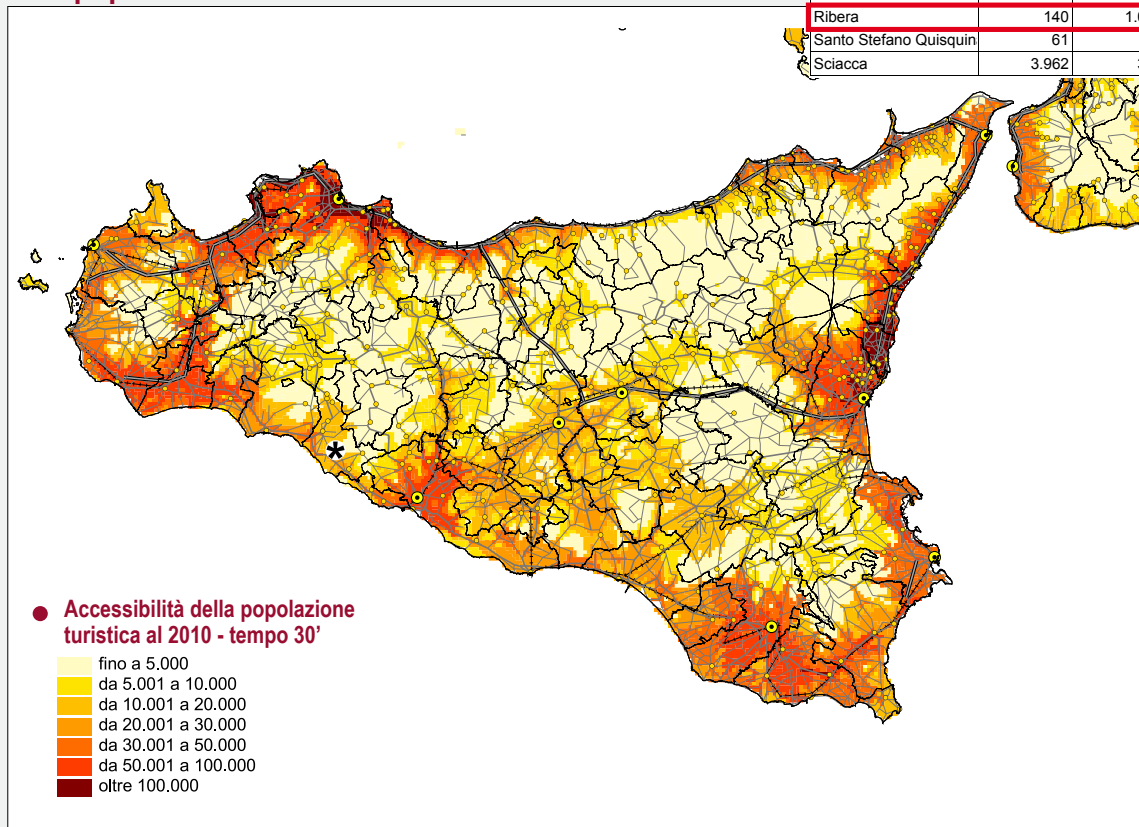 Ribera 140
Santo Stefano Quisquin
Sciacca 3.962
61
*
● Accessibilità della popolazione
turistica al 2010 - tempo 30’
fino a 5.000
da 5.001 a 10.000
da 10.001 a 20.000
da 20.001 a 30.000
da 30.001 a 50.000
da 50.001 a 100.000
oltre 100.000